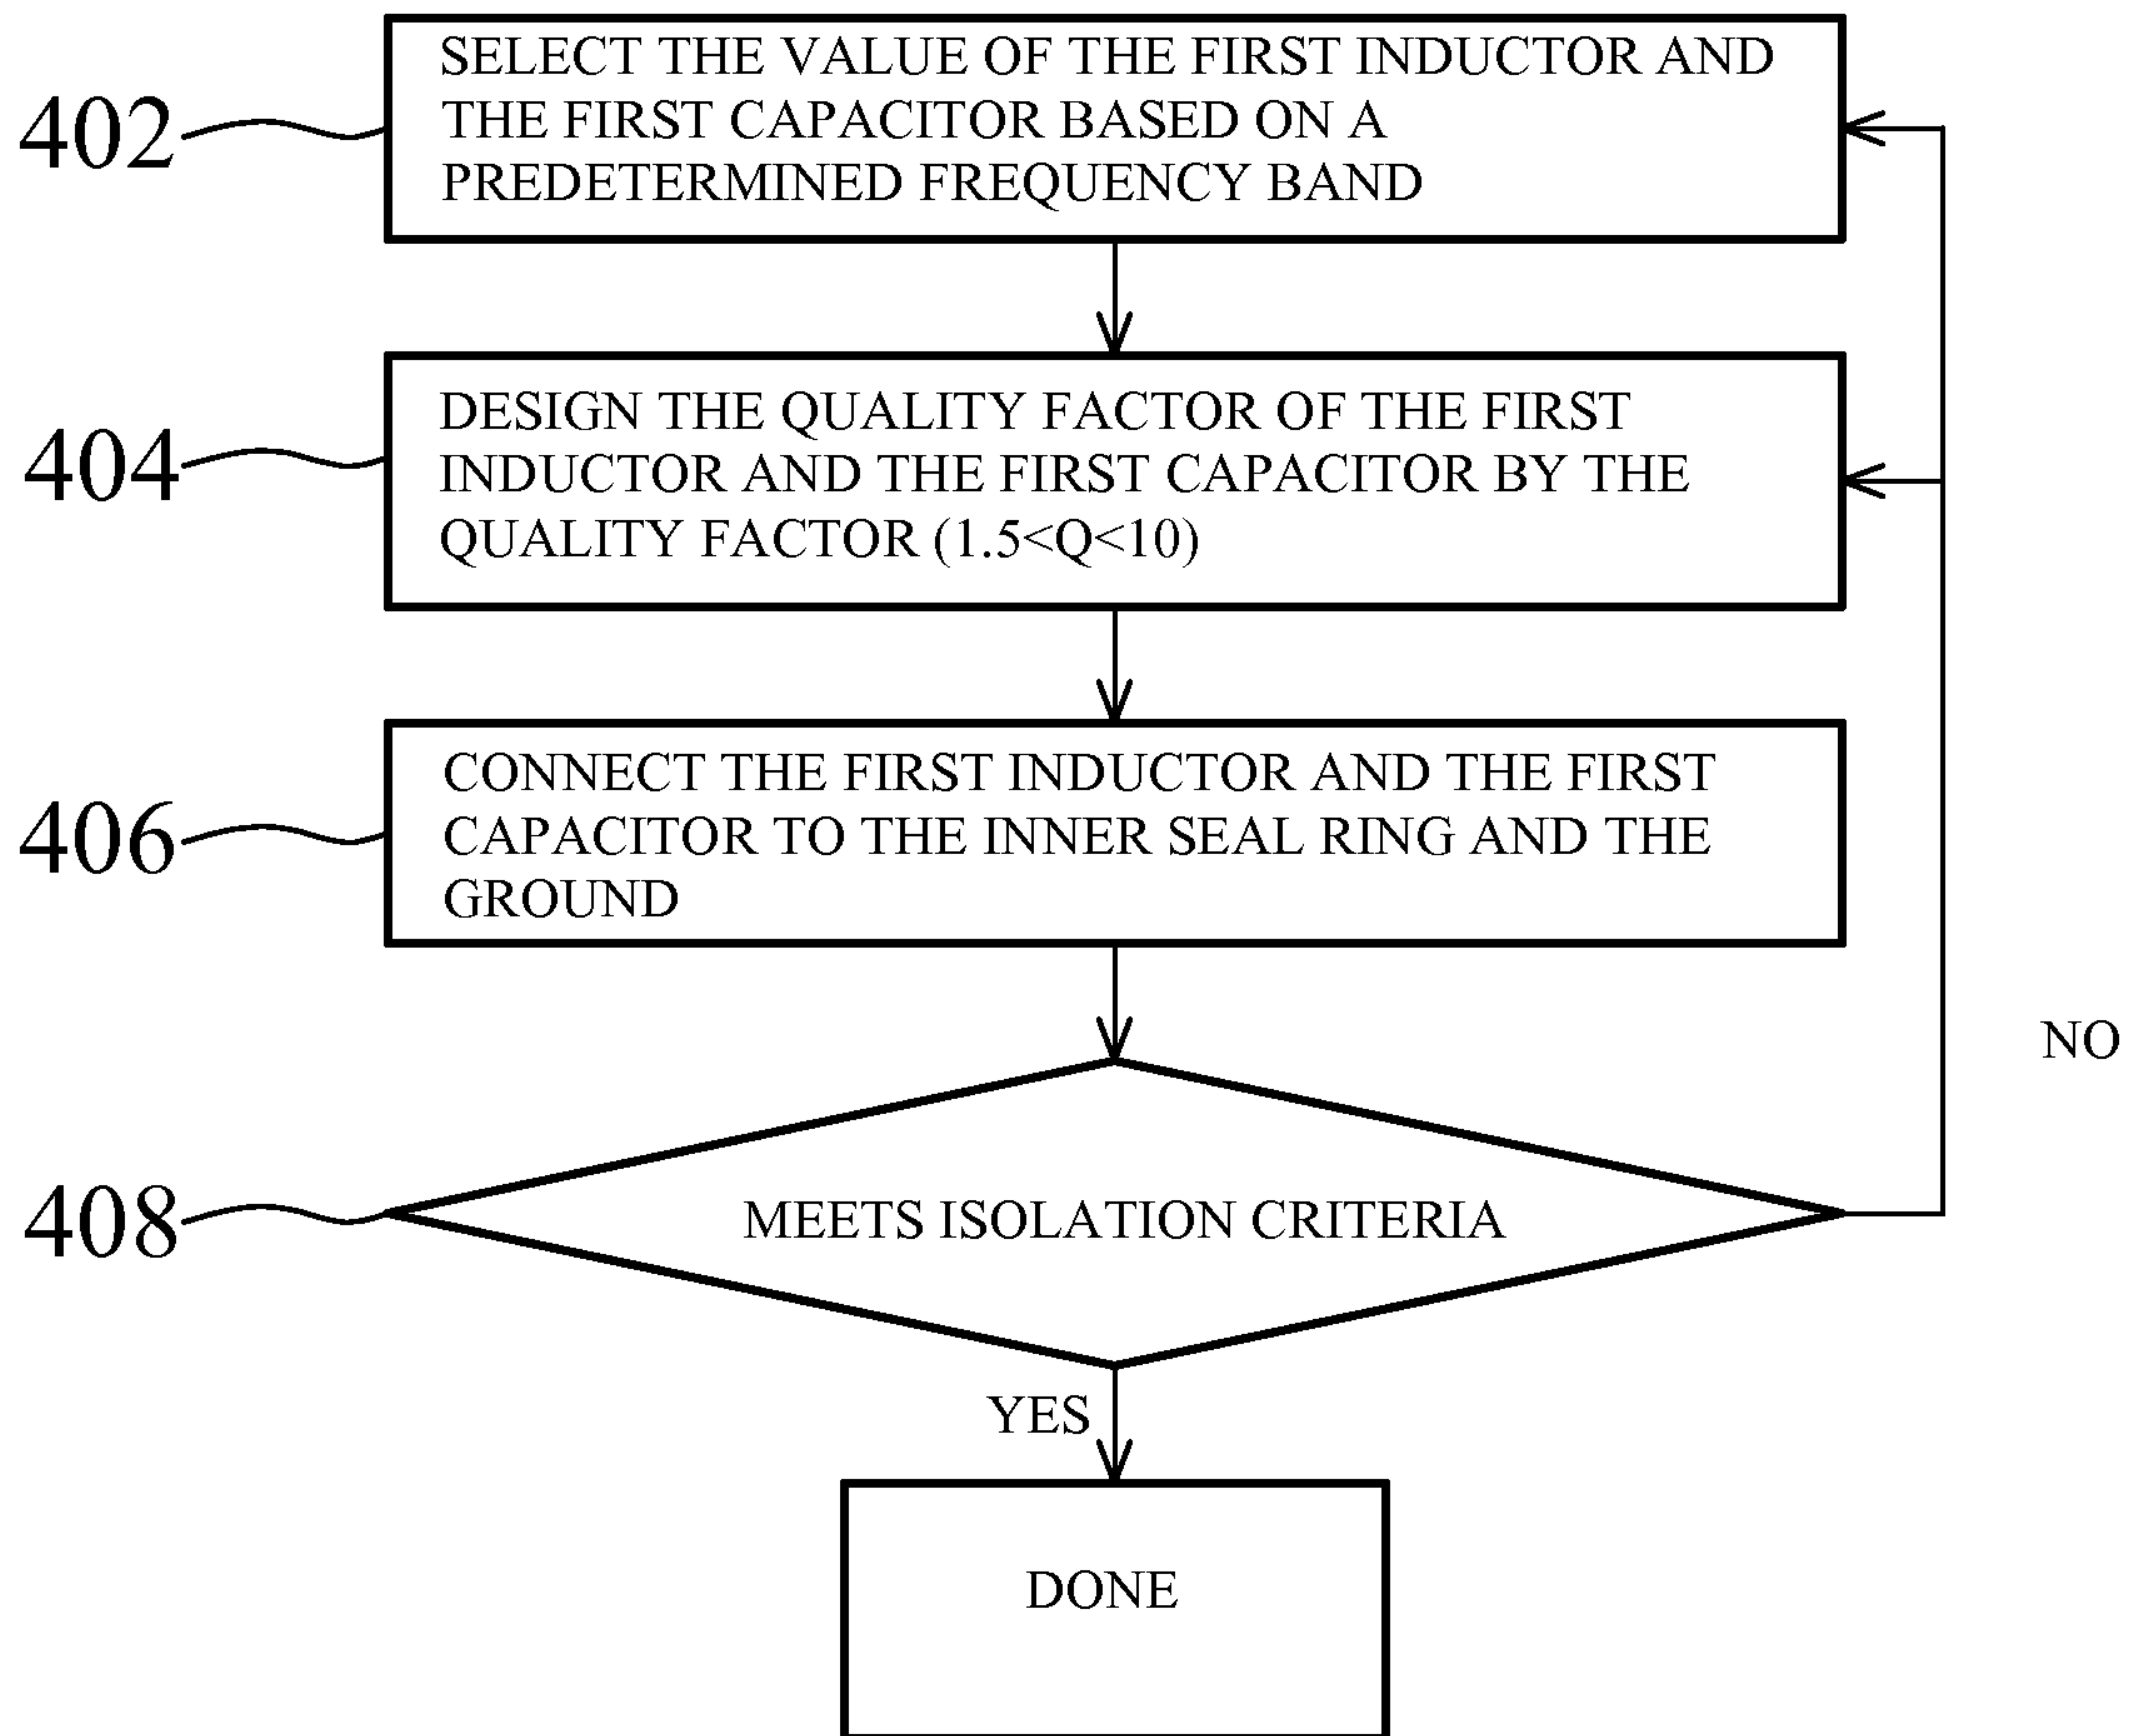 402
SELECT THE VALUE OF THE FIRST INDUCTOR AND
THE FIRST CAPACITOR BASED ON A
PREDETERMINED FREQUENCY BAND
404
DESIGN THE QUALITY FACTOR OF THE FIRST
INDUCTOR AND THE FIRST CAPACITOR BY THE
QUALITY FACTOR (1.5<Q<10)
406
CONNECT THE FIRST INDUCTOR AND THE FIRST
CAPACITOR TO THE INNER SEAL RING AND THE
GROUND
NO
408
MEETS ISOLATION CRITERIA
YES
DONE